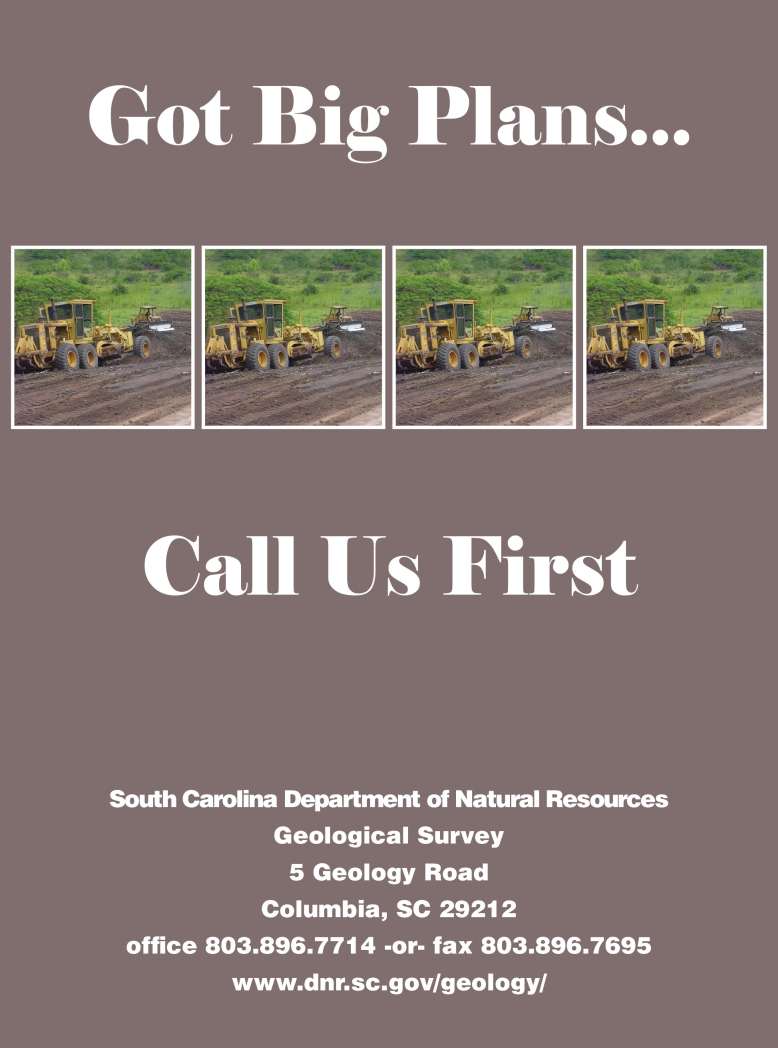 Got Big Plans...
Call Us First
South Carolina Department of Natural Resources
Geological Survey
5 Geology Road
Columbia, SC 29212
office 803.896.7714 -or- fax 803.896.7695
www.dnr.sc.gov/geology/